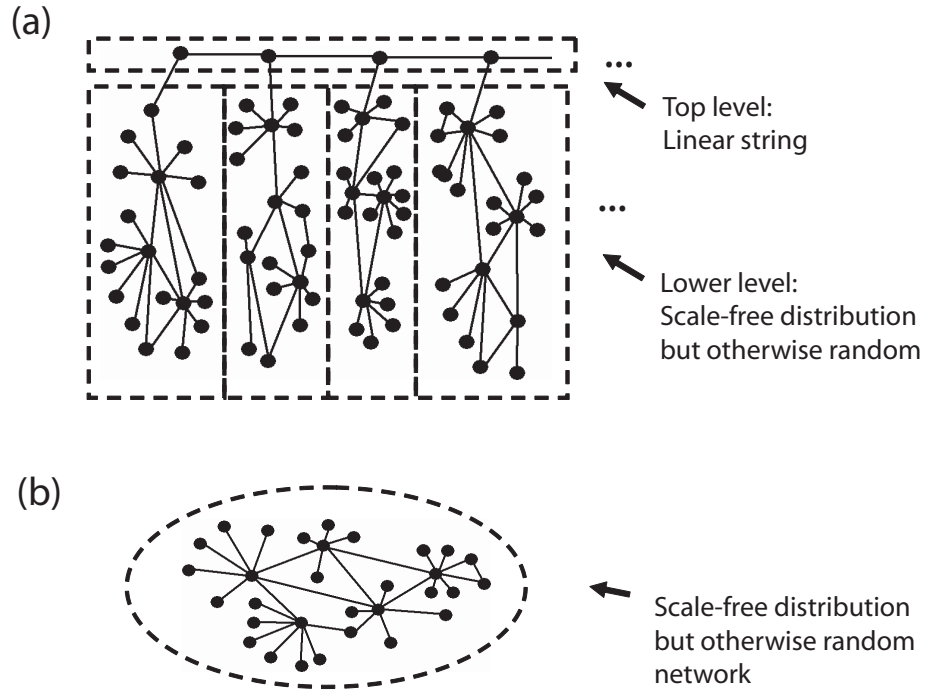 (a)
...
Top level:
Linear string
...
Lower level:
Scale-free distribution
but otherwise random
(b)
Scale-free distribution
but otherwise random
network